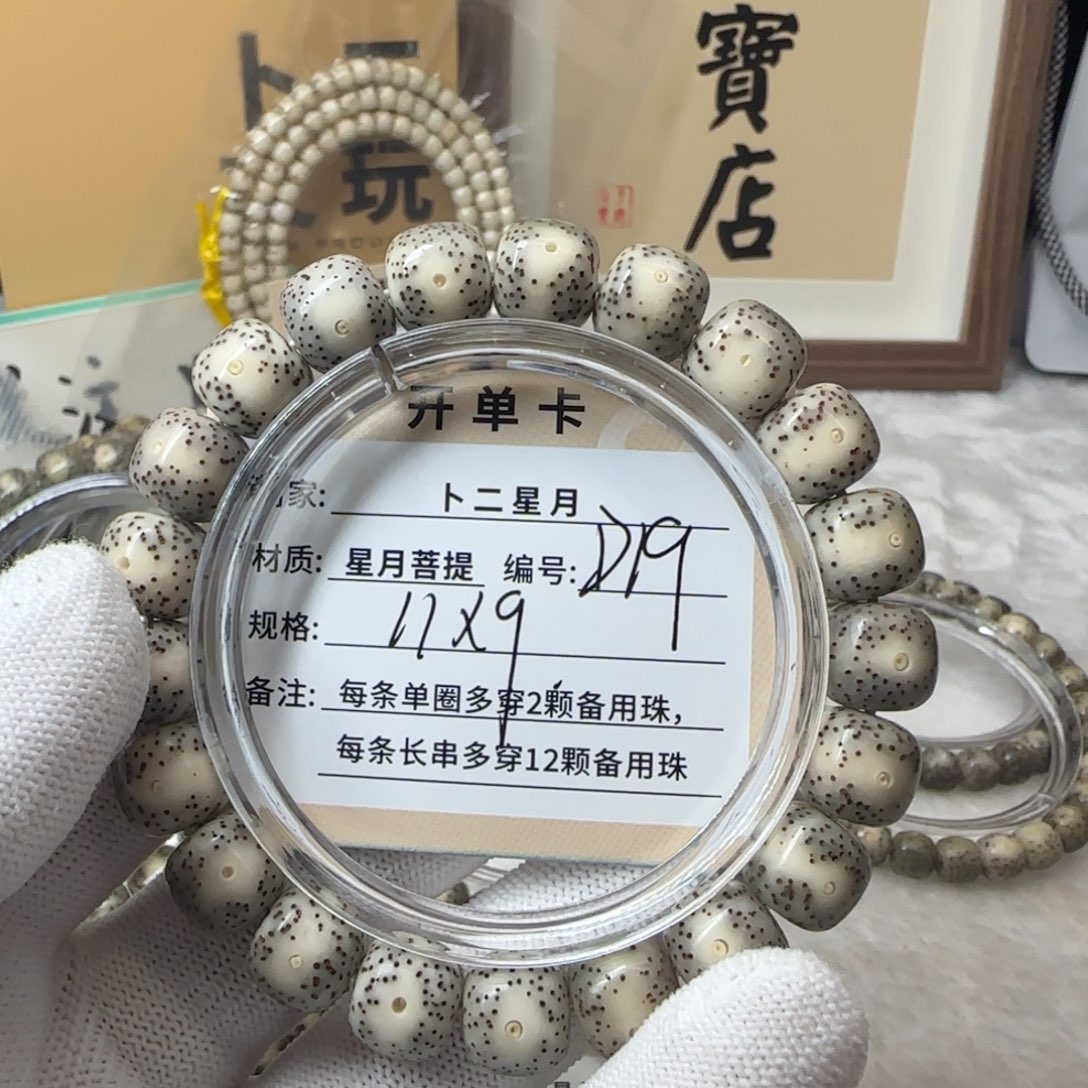 卜二
玩
寶店
开单卡
家: 卜二星月
材质: 星月菩提 编号: D19
规格: 11X9
备注: 每条单圈多穿2颗备用珠,
每条长串多穿12颗备用珠